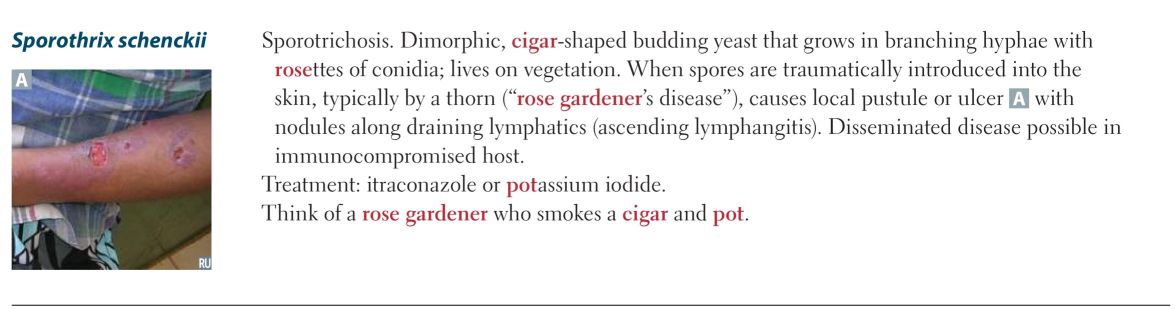 Sporothrix schenckii
A
RU
Sporotrichosis. Dimorphic, cigar-shaped budding yeast that grows in branching hyphae with
rosettes of conidia; lives on vegetation. When spores are traumatically introduced into the
skin, typically by a thorn (“rose gardener’s disease”), causes local pustule or ulcer A with
nodules along draining lymphatics (ascending lymphangitis). Disseminated disease possible in
immunocompromised host.
Treatment: itraconazole or potassium iodide.
Think of a rose gardener who smokes a cigar and pot.